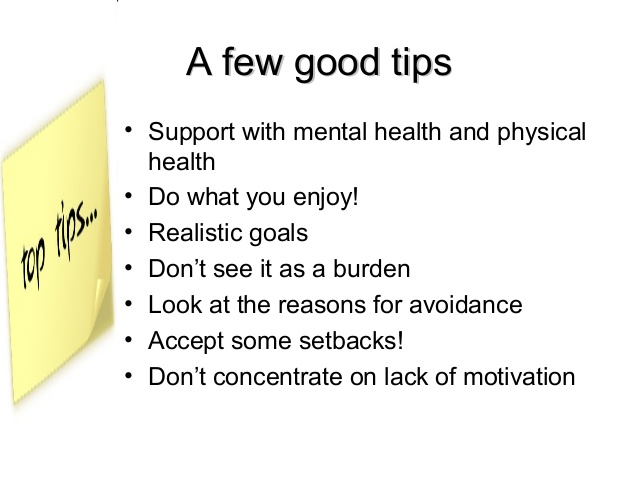 A few good tips
• Support with mental health and physical
health
• Do what you enjoy!
• Realistic goals
• Don’t see it as a burden
• Look at the reasons for avoidance
• Accept some setbacks!
• Don’t concentrate on lack of motivation
top tips...